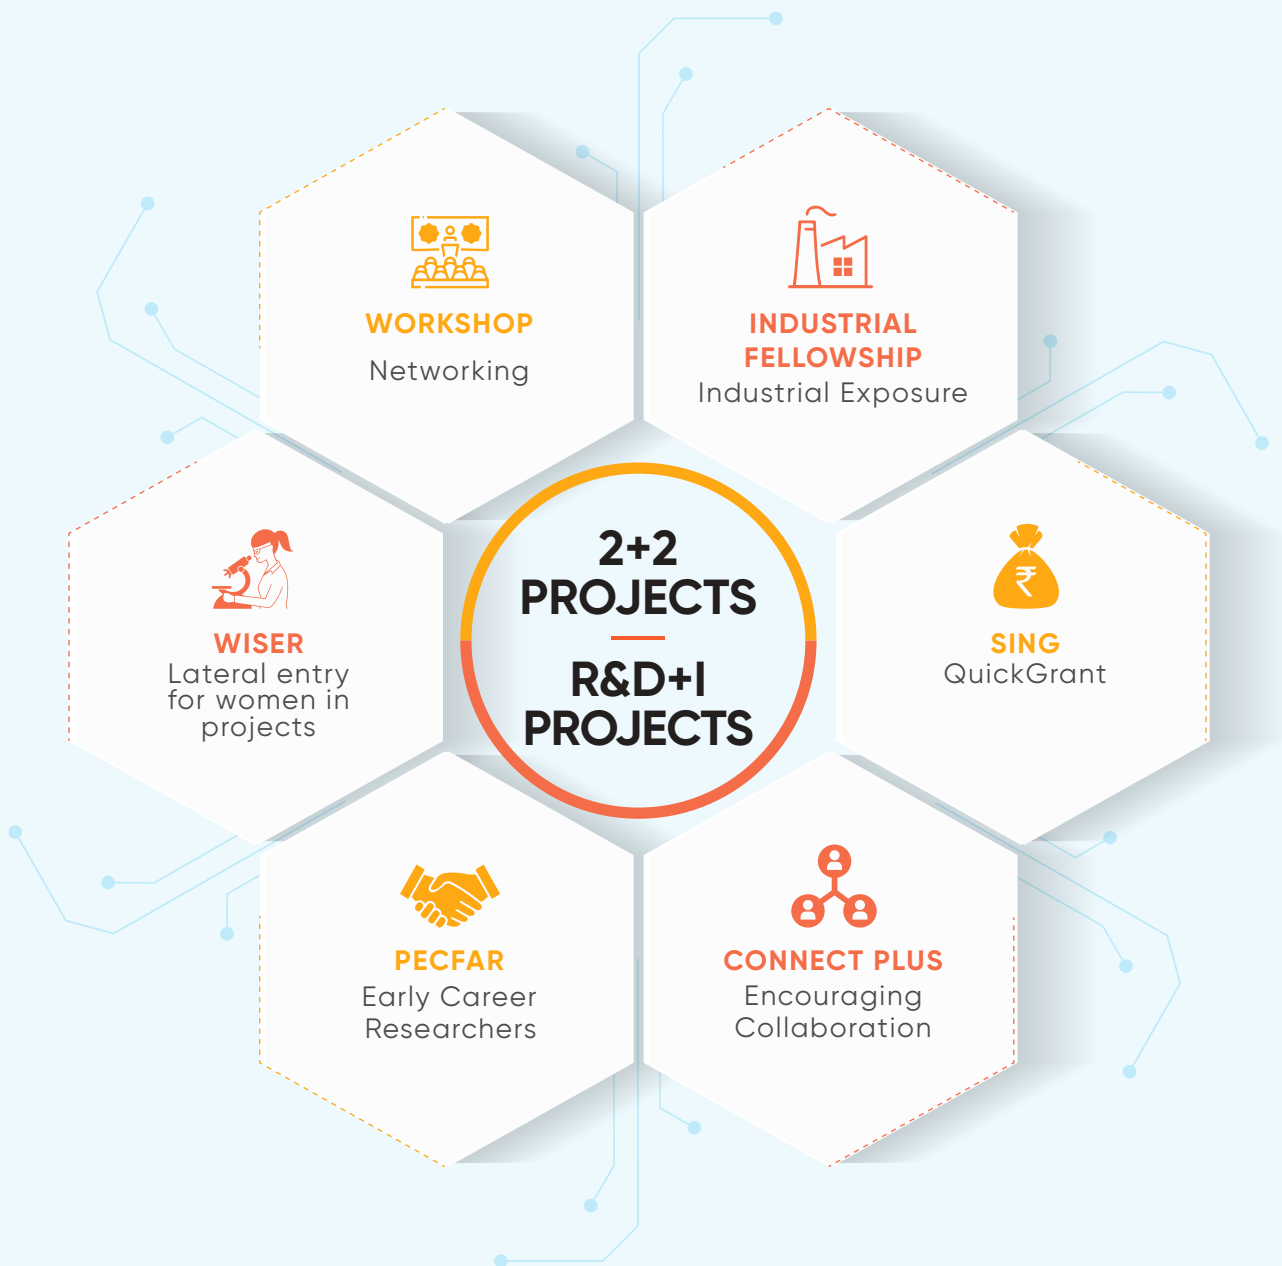 WORKSHOP
Networking
INDUSTRIAL
FELLOWSHIP
Industrial Exposure
WISER
Lateral entry
for women in
projects
2+2
PROJECTS
R&D+I
PROJECTS
₹
SING
QuickGrant
PECFAR
Early Career
Researchers
CONNECT PLUS
Encouraging
Collaboration